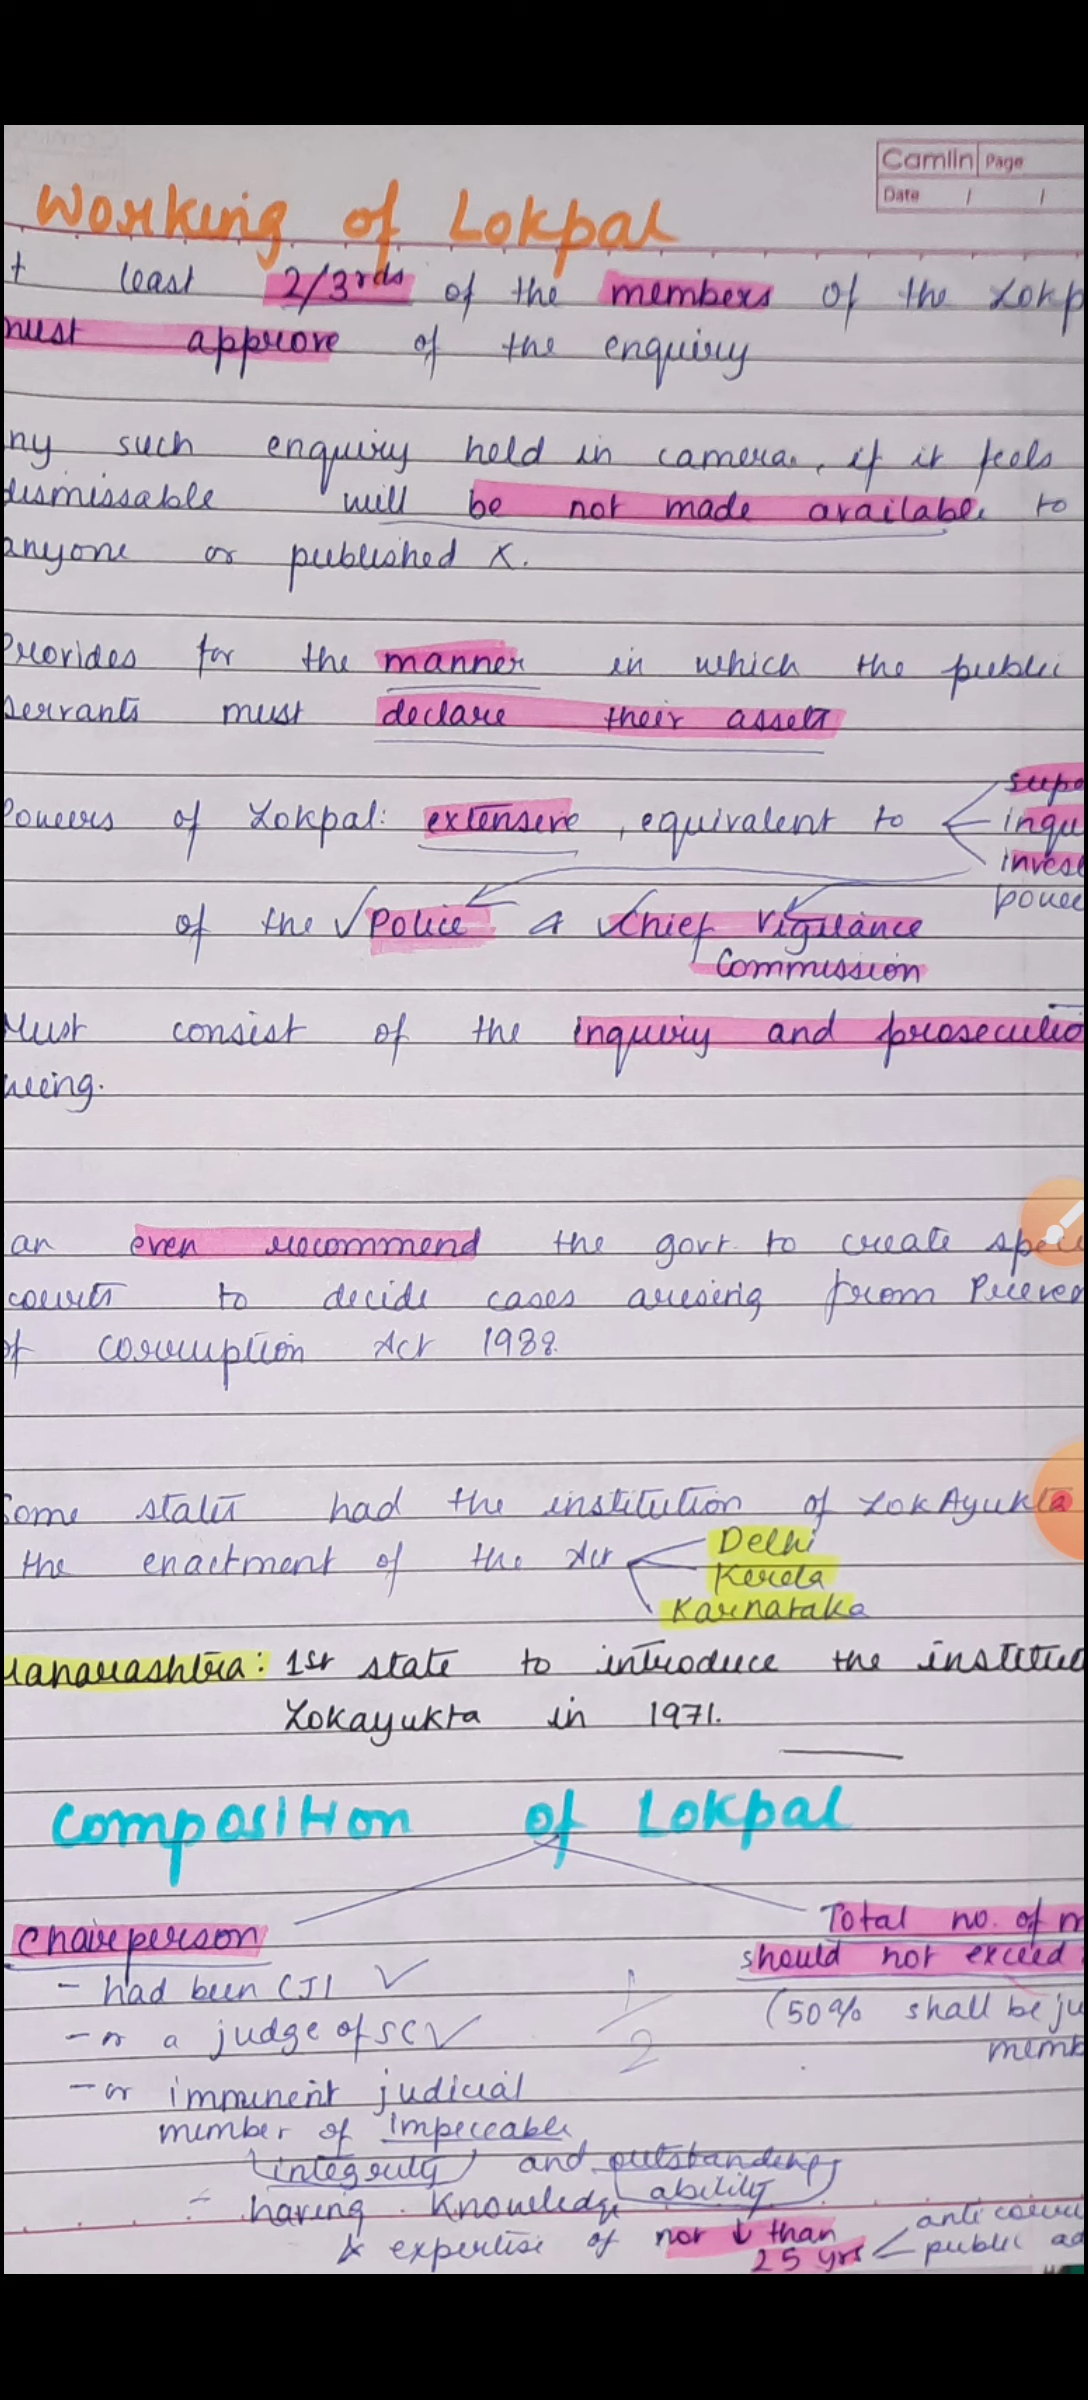 Camlin Page
Date / /
Working of Lokpal
t least 2/3rds of the members of the Lokp
must approve of the enquiry
ny such enquiry held in camera, if it feels
dismissable will be not made available to
anyone or published X.
Provides for the manner in which the public
servants must declare their assets
Powers of Lokpal: extensive, equivalent to
supe
inqu
invest
power
of the √ Police & Chief Vigilance
Commission
Must consist of the inquiry and prosecutio
wing.
an even recommend the govt. to create spec
courts to decide cases arising from Preven
of corruption Act 1988.
Some states had the institution of LokAyukta
the enactment of the Act
Delhi
Kerela
Karnataka
Maharashtra: 1st state to introduce the institu
Lokayukta in 1971.
Composition of Lokpal
Chairperson
Total no. of m
should not exceed
- had been CJI ✓
(50% shall be ju
memb
1/2
- or a judge of SC ✓
- or imminent judicial
member of impeccable
integrity and outstanding
ability
- having knowledge
& expertise of not ↓ than
25 yrs
anti corru
public ad